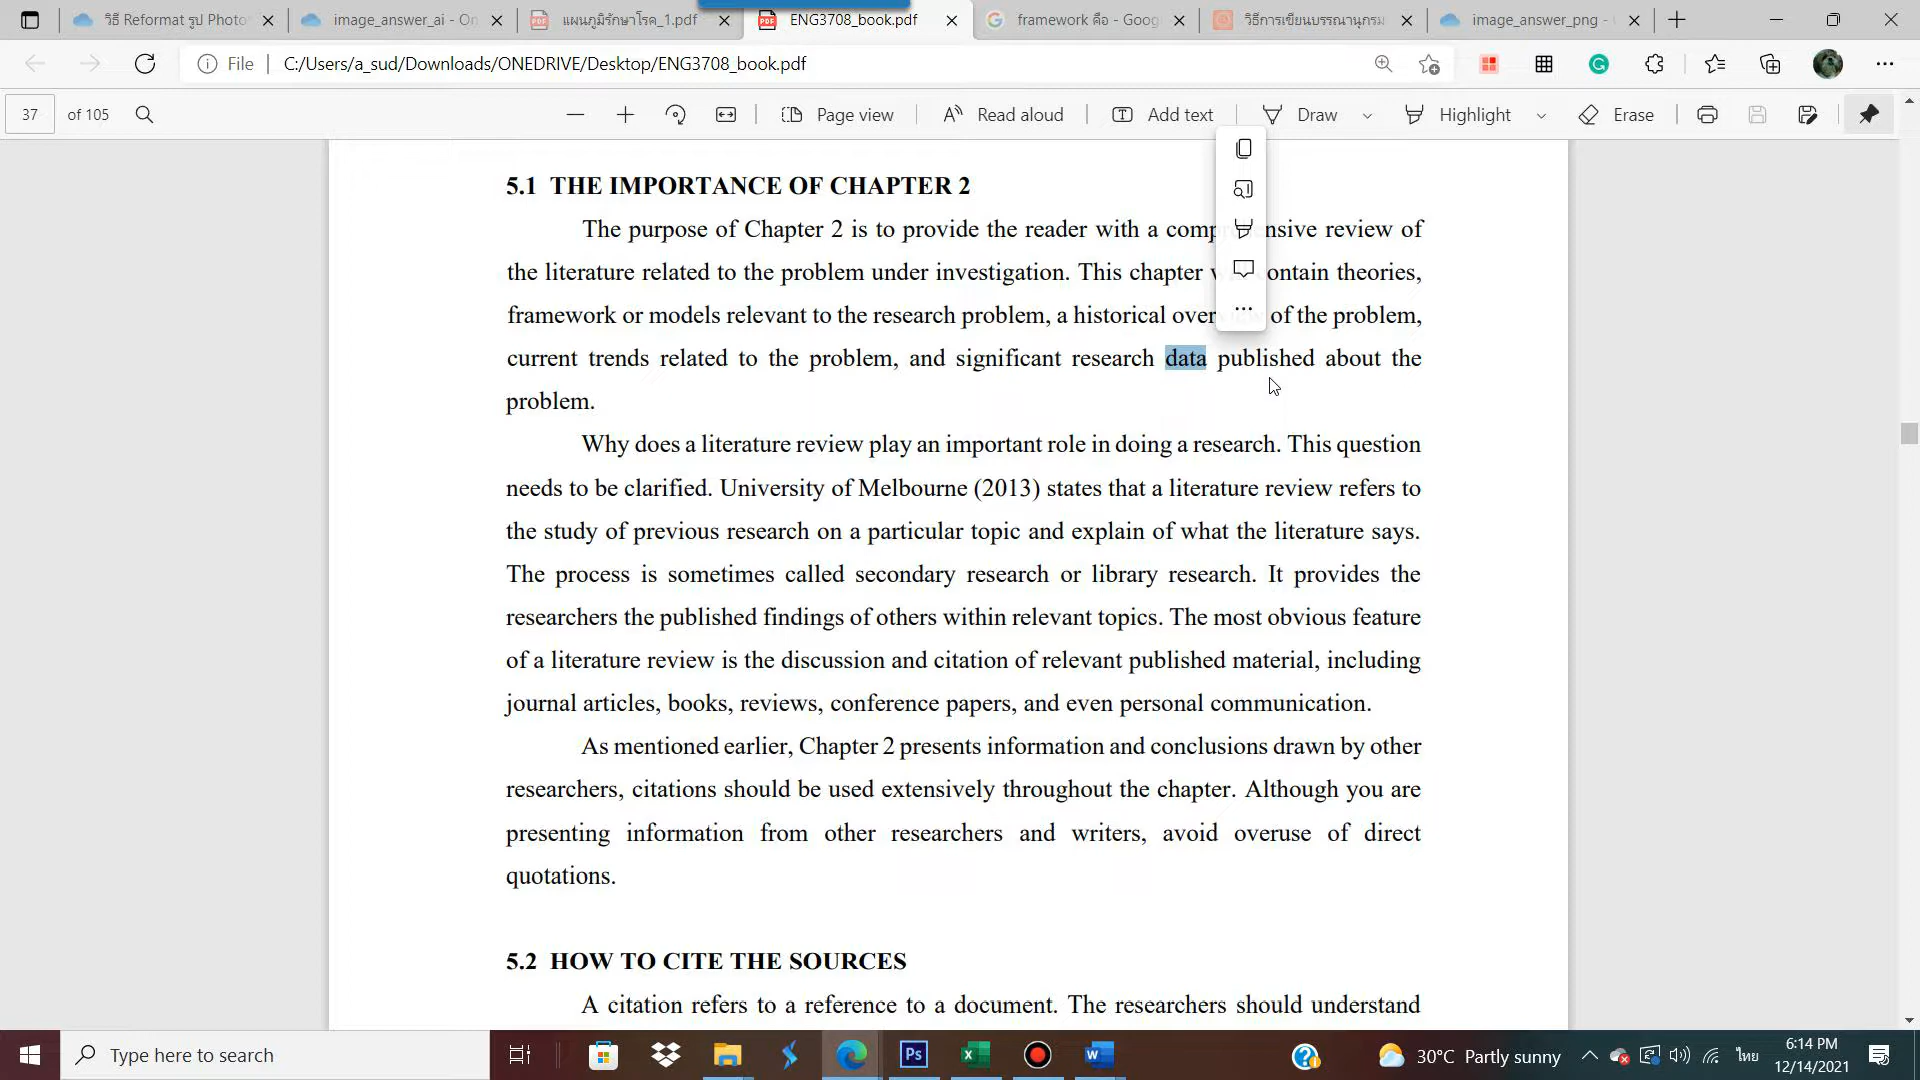 วิธี Reformat รูป Photo
image_answer_ai - On
แผนภูมิรักษาโรค_1.pdf
ENG3708_book.pdf
framework คือ - Goog
วิธีการเขียนบรรณานุกรม
image_answer_png -
File
C:/Users/a_sud/Downloads/ONEDRIVE/Desktop/ENG3708_book.pdf
37 of 105
Page view
Read aloud
Add text
Draw
Highlight
Erase
5.1 THE IMPORTANCE OF CHAPTER 2
The purpose of Chapter 2 is to provide the reader with a comp ensive review of
the literature related to the problem under investigation. This chapter w ontain theories,
framework or models relevant to the research problem, a historical over of the problem,
current trends related to the problem, and significant research data published about the
problem.
Why does a literature review play an important role in doing a research. This question
needs to be clarified. University of Melbourne (2013) states that a literature review refers to
the study of previous research on a particular topic and explain of what the literature says.
The process is sometimes called secondary research or library research. It provides the
researchers the published findings of others within relevant topics. The most obvious feature
of a literature review is the discussion and citation of relevant published material, including
journal articles, books, reviews, conference papers, and even personal communication.
As mentioned earlier, Chapter 2 presents information and conclusions drawn by other
researchers, citations should be used extensively throughout the chapter. Although you are
presenting information from other researchers and writers, avoid overuse of direct
quotations.
5.2 HOW TO CITE THE SOURCES
A citation refers to a reference to a document. The researchers should understand
Type here to search
Ps
30°C Partly sunny
ไทย
6:14 PM
12/14/2021